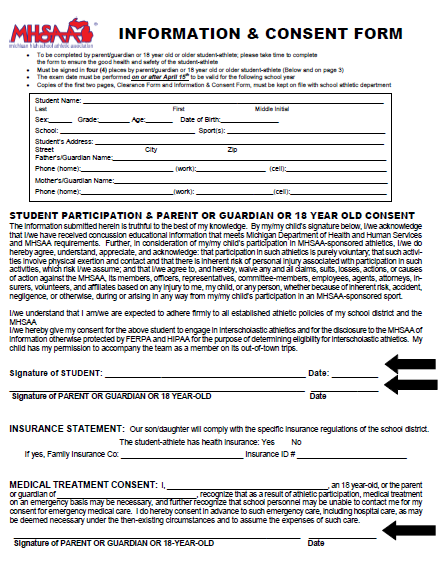 MHSAA
michigan high school athletic association
INFORMATION & CONSENT FORM
• To be completed by parent/guardian or 18 year old or older student-athlete; please take time to complete
the form to ensure the good health and safety of the student-athlete
• Must be signed in four (4) places by parent/guardian or 18 year old or older student-athlete (Below and on page 3)
• The exam date must be performed on or after April 15th to be valid for the following school year
• Copies of the first two pages, Clearance Form and Information & Consent Form, must be kept on file with school athletic department
Student Name:
Last First Middle Initial
Sex: Grade: Age: Date of Birth:
School: Sport(s):
Student's Address:
Street City Zip
Father's/Guardian Name:
Phone (home): (work): (cell):
Mother's/Guardian Name:
Phone (home): (work): (cell):
STUDENT PARTICIPATION & PARENT OR GUARDIAN OR 18 YEAR OLD CONSENT
The information submitted herein is truthful to the best of my knowledge. By my/my child's signature below, I/we acknowledge
that I/we have received concussion educational information that meets Michigan Department of Health and Human Services
and MHSAA requirements. Further, in consideration of my/my child's participation in MHSAA-sponsored athletics, I/we do
hereby agree, understand, appreciate, and acknowledge: that participation in such athletics is purely voluntary; that such activi-
ties involve physical exertion and contact and that there is inherent risk of personal injury associated with participation in such
activities, which risk I/we assume; and that I/we agree to, and hereby, waive any and all claims, suits, losses, actions, or causes
of action against the MHSAA, its members, officers, representatives, committee-members, employees, agents, attorneys, in-
surers, volunteers, and affiliates based on any injury to me, my child, or any person, whether because of inherent risk, accident,
negligence, or otherwise, during or arising in any way from my/my child's participation in an MHSAA-sponsored sport.
I/we understand that I am/we are expected to adhere firmly to all established athletic policies of my school district and the
MHSAA
I/we hereby give my consent for the above student to engage in interscholastic athletics and for the disclosure to the MHSAA of
information otherwise protected by FERPA and HIPAA for the purpose of determining eligibility for interscholastic athletics. My
child has my permission to accompany the team as a member on its out-of-town trips.
Signature of STUDENT: Date:
Signature of PARENT OR GUARDIAN OR 18 YEAR-OLD Date
INSURANCE STATEMENT: Our son/daughter will comply with the specific insurance regulations of the school district.
The student-athlete has health insurance: Yes No
If yes, Family Insurance Co: Insurance ID #
MEDICAL TREATMENT CONSENT: I, , an 18 year-old, or the parent
or guardian of , recognize that as a result of athletic participation, medical treatment
on an emergency basis may be necessary, and further recognize that school personnel may be unable to contact me for my
consent for emergency medical care. I do hereby consent in advance to such emergency care, including hospital care, as may
be deemed necessary under the then-existing circumstances and to assume the expenses of such care.
Signature of PARENT OR GUARDIAN OR 18-YEAR-OLD Date